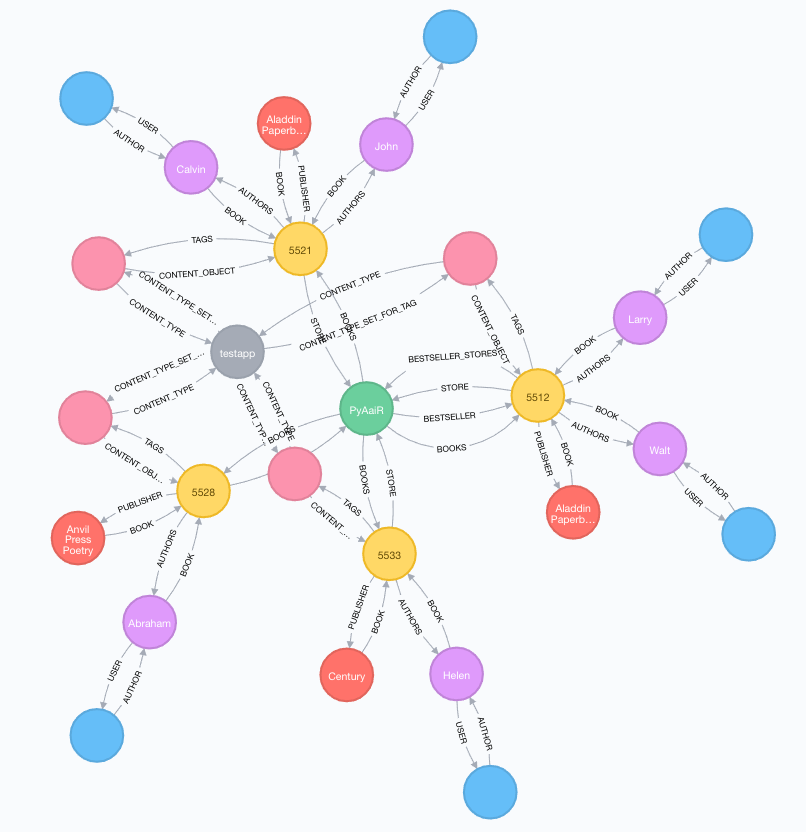 AUTHOR
USER
USER
AUTHOR
Aladdin
Paperb...
John
Calvin
BOOK
PUBLISHER
BOOK
AUTHORS
AUTHORS
BOOK
TAGS
5521
AUTHOR
USER
CONTENT_OBJECT
CONTENT_TYPE_SET...
CONTENT_TYPE
CONTENT_TYPE
CONTENT_TYPE_SET_FOR_TAG
STORE
BOOKS
CONTENT_OBJECT
TAGS
Larry
BOOK
AUTHORS
testapp
BESTSELLER_STORES
CONTENT_TYPE_SET...
CONTENT_TYPE
STORE
5512
PyAaiR
BESTSELLER
BOOK
AUTHORS
CONTENT_TYP...
CONTENT_TYPE
BOOKS
BOOKS
Walt
TAGS
CONTENT_OBJ...
PUBLISHER
BOOK
AUTHOR
USER
5528
PUBLISHER
BOOK
BOOKS
STORE
TAGS
CONTENT_...
Aladdin
Paperb...
Anvil
Press
Poetry
AUTHORS
BOOK
5533
PUBLISHER
BOOK
AUTHORS
BOOK
Abraham
USER
AUTHOR
Century
Helen
USER
AUTHOR